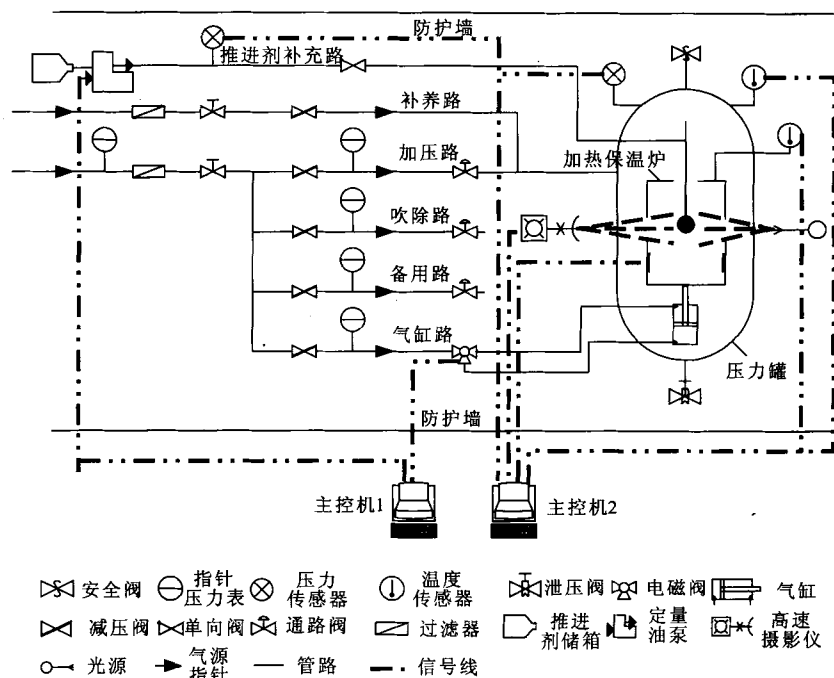 防护墙
推进剂补充路
补养路
加压路
加热保温炉
吹除路
备用路
气缸路
压力罐
防护墙
主控机1
主控机2
安全阀 指针压力表 压力传感器 温度传感器 泄压阀 电磁阀 气缸
减压阀 单向阀 通路阀 过滤器 推进剂储箱 定量油泵 高速摄影仪
光源 气源指针 管路 信号线